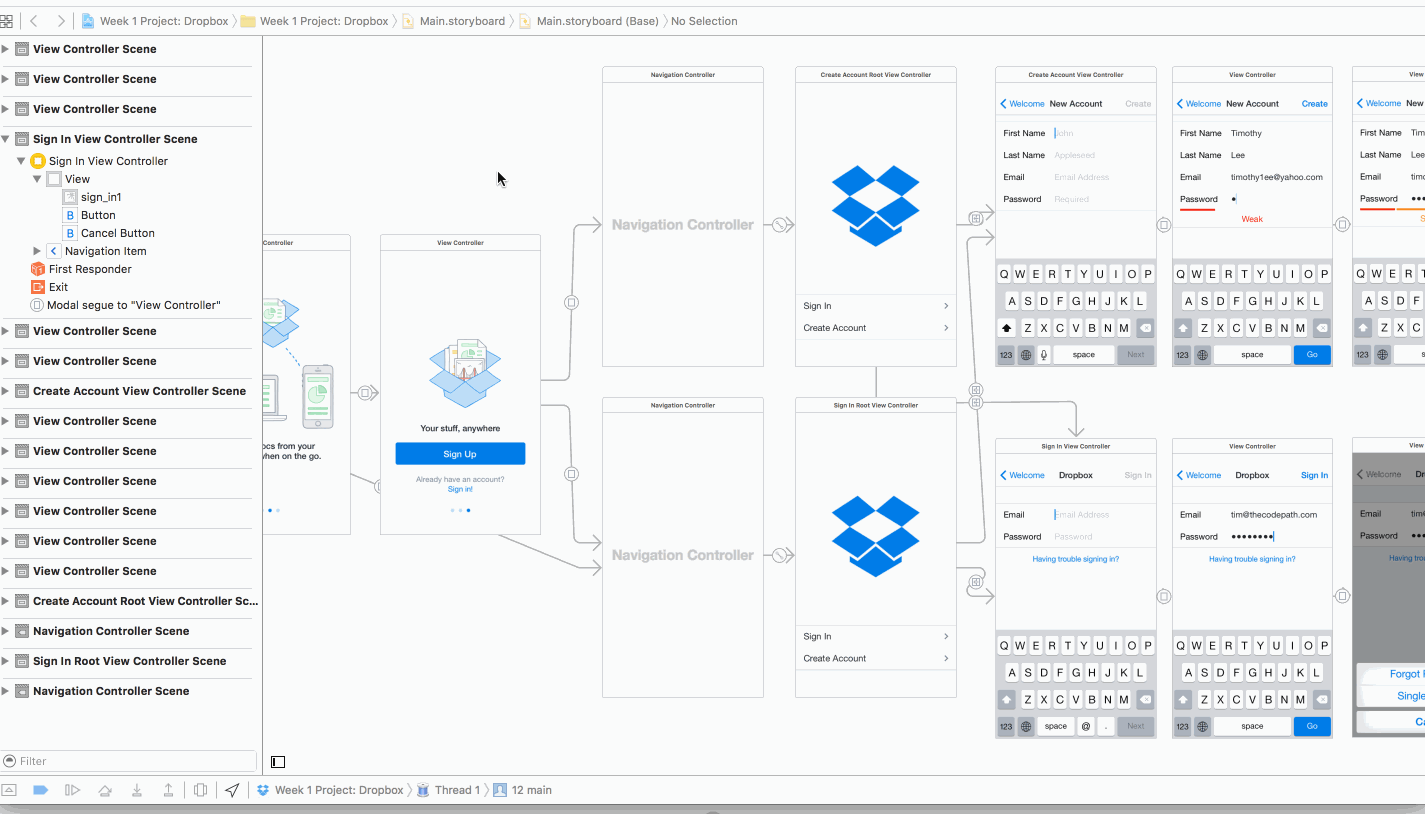 Week 1 Project: Dropbox
Week 1 Project: Dropbox
Main.storyboard
Main.storyboard (Base)
No Selection
View Controller Scene
View Controller Scene
View Controller Scene
Sign In View Controller Scene
Sign In View Controller
View
sign_in1
B Button
B Cancel Button
Navigation Item
First Responder
Exit
Modal segue to "View Controller"
View Controller Scene
View Controller Scene
Create Account View Controller Scene
View Controller Scene
View Controller Scene
View Controller Scene
View Controller Scene
View Controller Scene
View Controller Scene
Create Account Root View Controller Sc...
Navigation Controller Scene
Sign In Root View Controller Scene
Navigation Controller Scene
Filter
Controller
ocs from your
hen on the go.
View Controller
Your stuff, anywhere
Sign Up
Already have an account?
Sign in!
Navigation Controller
Navigation Controller
Create Account Root View Controller
Sign In
Create Account
Create Account View Controller
Welcome New Account Create
First Name John
Last Name Appleseed
Email Email Address
Password Required
Q W E R T Y U I O P
A S D F G H J K L
Z X C V B N M
123 space Next
View Controller
Welcome New Account Create
First Name Timothy
Last Name Lee
Email timothy1ee@yahoo.com
Password •
Weak
Q W E R T Y U I O P
A S D F G H J K L
Z X C V B N M
123 space Go
View
Welcome New
First Name Tim
Last Name Lee
Email timo
Password ••
S
Q W E R T
A S D F
Z X C
123 s
Navigation Controller
Navigation Controller
Sign In Root View Controller
Sign In
Create Account
Sign In View Controller
Welcome Dropbox Sign In
Email Email Address
Password Password
Having trouble signing in?
Q W E R T Y U I O P
A S D F G H J K L
Z X C V B N M
123 space @ . Next
View Controller
Welcome Dropbox Sign In
Email tim@thecodepath.com
Password ••••••••
Having trouble signing in?
Q W E R T Y U I O P
A S D F G H J K L
Z X C V B N M
123 space Go
View
Welcome Dr
Email tim@
Password •••
Having trou
Forgot
Single
Ca
Week 1 Project: Dropbox
Thread 1
12 main